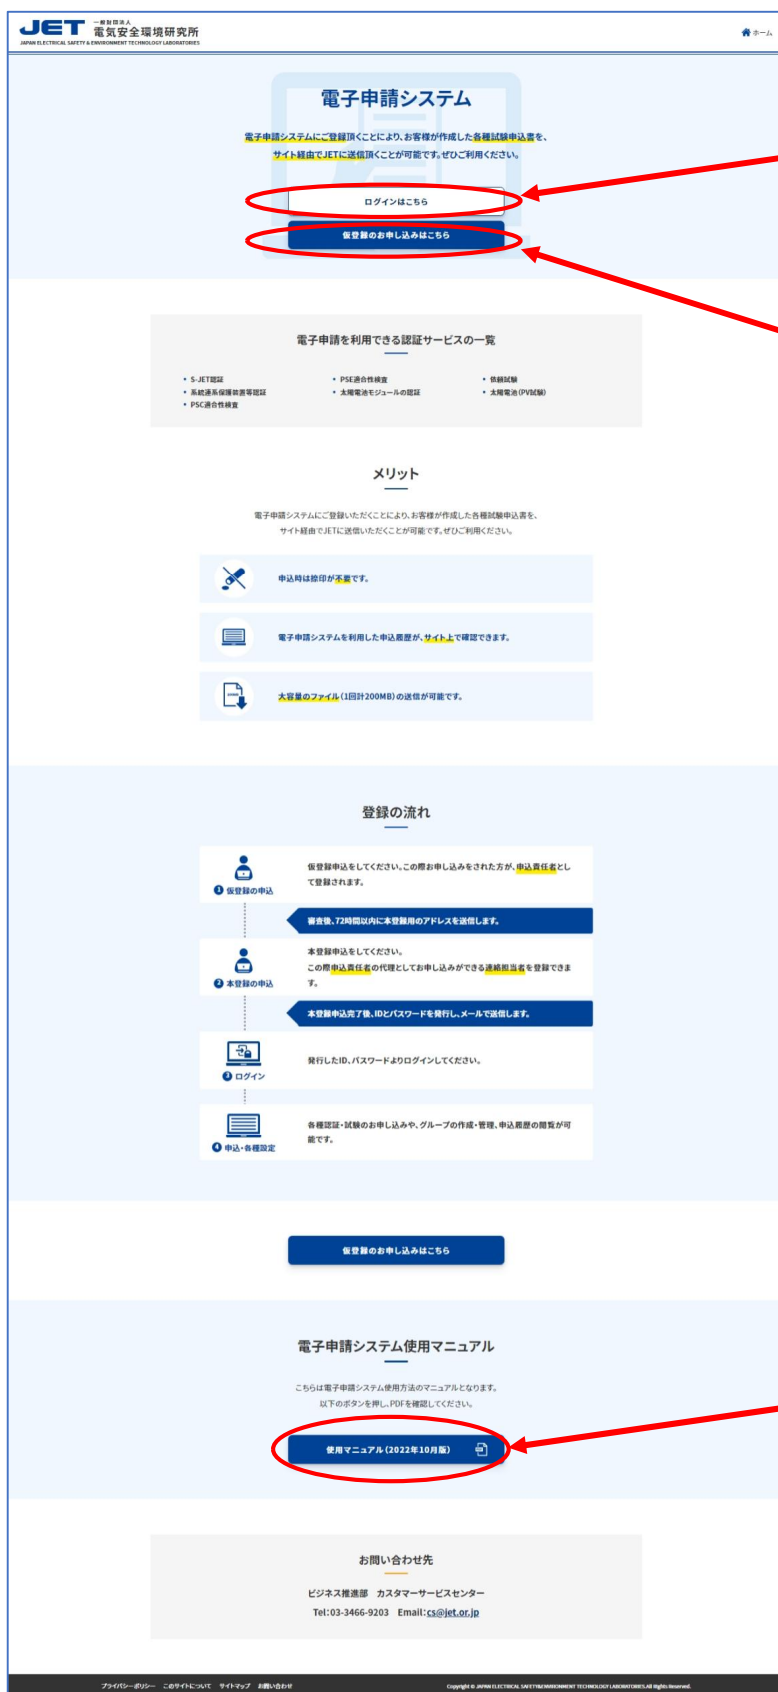 JET 一般財団法人
電気安全環境研究所
JAPAN ELECTRICAL SAFETY & ENVIRONMENT TECHNOLOGY LABORATORIES
ホーム
電子申請システム
電子申請システムにご登録頂くことにより、お客様が作成した各種試験申込書を、
サイト経由でJETに送信頂くことが可能です。ぜひご利用ください。
ログインはこちら
仮登録のお申し込みはこちら
電子申請を利用できる認証サービスの一覧
• S-JET認証
• PSE適合性検査
• 依頼試験
• 系統連系保護装置等認証
• 太陽電池モジュールの認証
• 太陽電池(PV試験)
• PSC適合性検査
メリット
電子申請システムにご登録いただくことにより、お客様が作成した各種試験申込書を、
サイト経由でJETに送信いただくことが可能です。ぜひご利用ください。
申込時は捺印が不要です。
電子申請システムを利用した申込履歴が、サイト上で確認できます。
大容量のファイル(1回計200MB)の送信が可能です。
登録の流れ
仮登録申込をしてください。この際お申し込みをされた方が、申込責任者とし
て登録されます。
1 仮登録の申込
審査後、72時間以内に本登録用のアドレスを送信します。
本登録申込をしてください。
この際申込責任者の代理としてお申し込みができる連絡担当者を登録できま
す。
2 本登録の申込
本登録申込完了後、IDとパスワードを発行し、メールで送信します。
発行したID、パスワードよりログインしてください。
3 ログイン
各種認証・試験のお申し込みや、グループの作成・管理、申込履歴の閲覧が可
能です。
4 申込・各種設定
仮登録のお申し込みはこちら
電子申請システム使用マニュアル
こちらは電子申請システム使用方法のマニュアルとなります。
以下のボタンを押し、PDFを確認してください。
使用マニュアル(2022年10月版)
お問い合わせ先
ビジネス推進部 カスタマーサービスセンター
Tel:03-3466-9203 Email:cs@jet.or.jp
プライバシーポリシー このサイトについて サイトマップ お問い合わせ
Copyright © JAPAN ELECTRICAL SAFETY&ENVIRONMENT TECHNOLOGY LABORATORIES.All Rights Reserved.